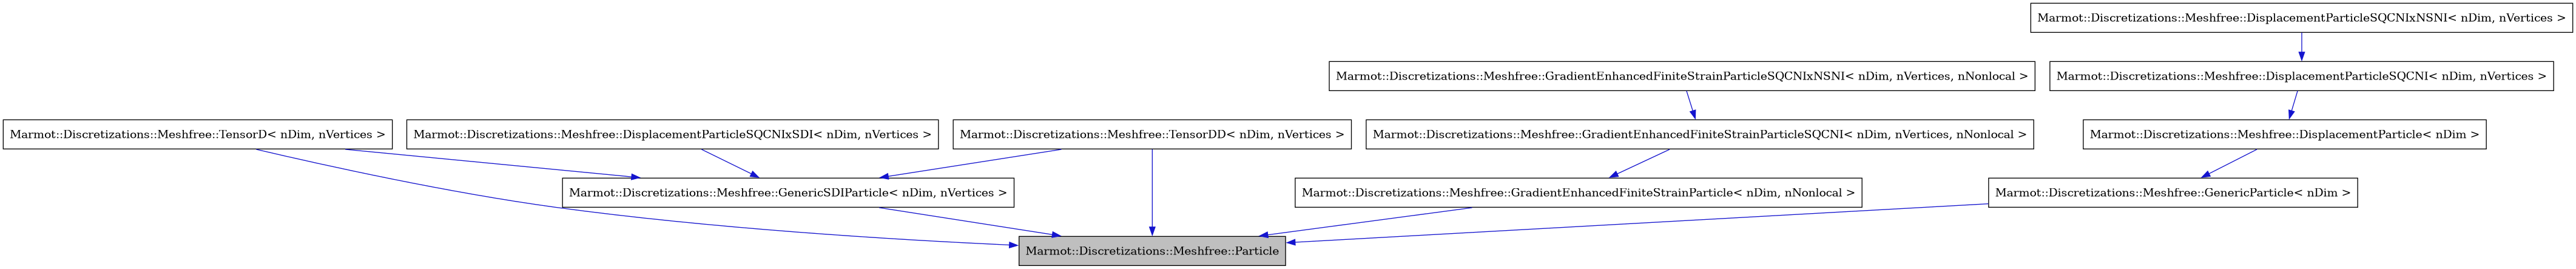 Marmot::Discretizations::Meshfree::DisplacementParticleSQCNIxNSNI< nDim, nVertices >
Marmot::Discretizations::Meshfree::GradientEnhancedFiniteStrainParticleSQCNIxNSNI< nDim, nVertices, nNonlocal >
Marmot::Discretizations::Meshfree::DisplacementParticleSQCNI< nDim, nVertices >
Marmot::Discretizations::Meshfree::TensorD< nDim, nVertices >
Marmot::Discretizations::Meshfree::DisplacementParticleSQCNIxSDI< nDim, nVertices >
Marmot::Discretizations::Meshfree::TensorDD< nDim, nVertices >
Marmot::Discretizations::Meshfree::GradientEnhancedFiniteStrainParticleSQCNI< nDim, nVertices, nNonlocal >
Marmot::Discretizations::Meshfree::DisplacementParticle< nDim >
Marmot::Discretizations::Meshfree::GenericSDIParticle< nDim, nVertices >
Marmot::Discretizations::Meshfree::GradientEnhancedFiniteStrainParticle< nDim, nNonlocal >
Marmot::Discretizations::Meshfree::GenericParticle< nDim >
Marmot::Discretizations::Meshfree::Particle